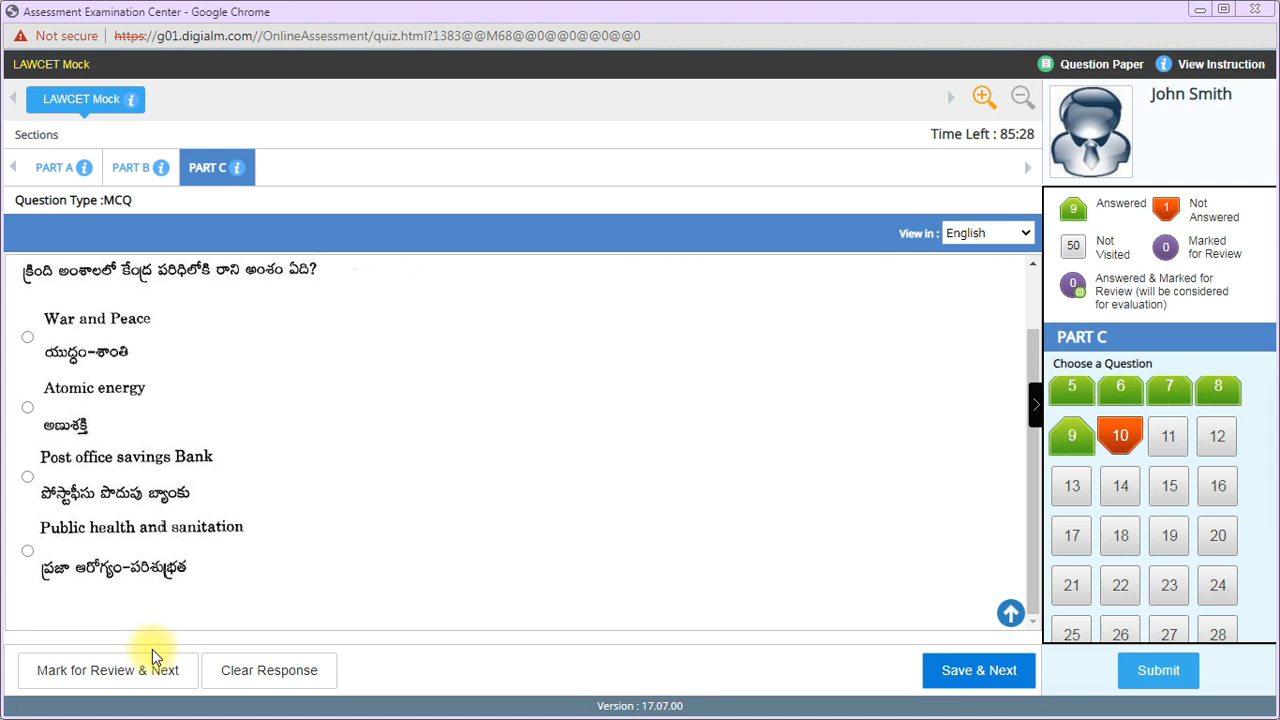 Assessment Examination Center - Google Chrome
Not secure https://g01.digialm.com//OnlineAssessment/quiz.html?1383@@M68@@0@@0@@0@@0
LAWCET Mock
Question Paper
View Instruction
LAWCET Mock
John Smith
Sections
Time Left : 85:28
PART A
PART B
PART C
Question Type :MCQ
View in : English
9 Answered
1 Not Answered
50 Not Visited
0 Marked for Review
0 Answered & Marked for Review (will be considered for evaluation)
క్రింది అంశాలలో కేంద్ర పరిధిలోకి రాని అంశం ఏది?
War and Peace
యుద్ధం-శాంతి
Atomic energy
అణుశక్తి
Post office savings Bank
పోస్టాఫీసు పొదుపు బ్యాంకు
Public health and sanitation
ప్రజా ఆరోగ్యం-పరిశుభ్రత
PART C
Choose a Question
5 6 7 8
9 10 11 12
13 14 15 16
17 18 19 20
21 22 23 24
25 26 27 28
Mark for Review & Next
Clear Response
Save & Next
Submit
Version : 17.07.00